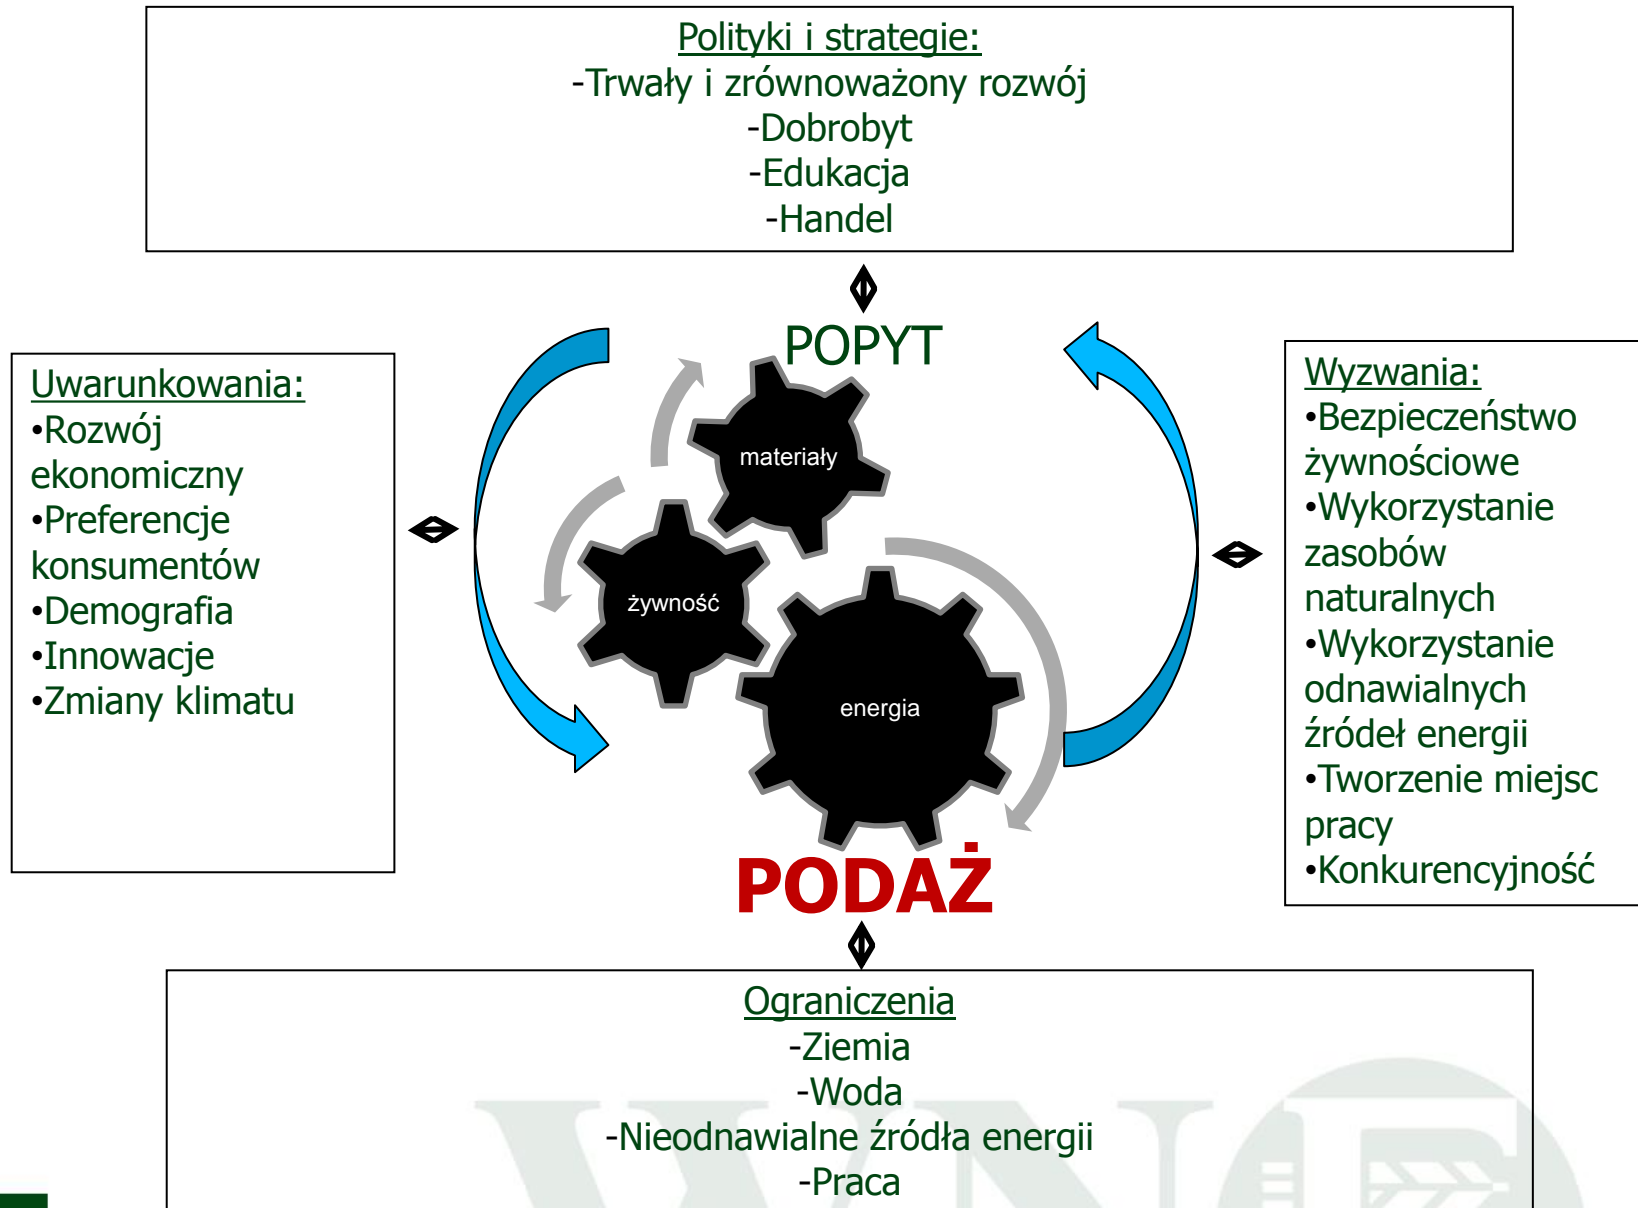 Polityki i strategie:
-Trwały i zrównoważony rozwój
-Dobrobyt
-Edukacja
-Handel
POPYT
Uwarunkowania:
•Rozwój
ekonomiczny
•Preferencje
konsumentów
•Demografia
•Innowacje
•Zmiany klimatu
materiały
żywność
energia
Wyzwania:
•Bezpieczeństwo
żywnościowe
•Wykorzystanie
zasobów
naturalnych
•Wykorzystanie
odnawialnych
źródeł energii
•Tworzenie miejsc
pracy
•Konkurencyjność
PODAŻ
Ograniczenia
-Ziemia
-Woda
-Nieodnawialne źródła energii
-Praca
WNE